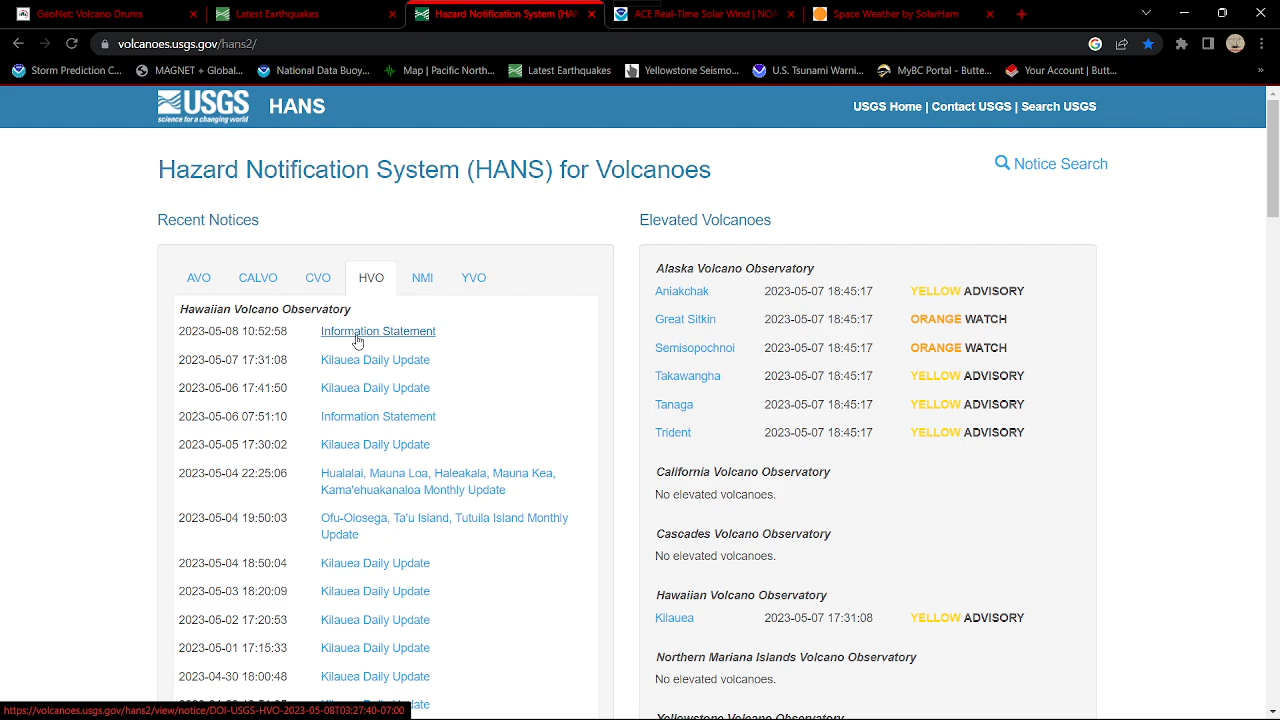 GeoNet: Volcano Drums
Latest Earthquakes
Hazard Notification System (HAN
ACE Real-Time Solar Wind | NOA
Space Weather by SolarHam
volcanoes.usgs.gov/hans2/
Storm Prediction C...
MAGNET + Global...
National Data Buoy...
Map | Pacific North...
Latest Earthquakes
Yellowstone Seismo...
U.S. Tsunami Warni...
MyBC Portal - Butte...
Your Account | Butt...
»
USGS
science for a changing world
HANS
USGS Home | Contact USGS | Search USGS
Hazard Notification System (HANS) for Volcanoes
Notice Search
Recent Notices
AVO CALVO CVO HVO NMI YVO
Hawaiian Volcano Observatory
2023-05-08 10:52:58 Information Statement
2023-05-07 17:31:08 Kilauea Daily Update
2023-05-06 17:41:50 Kilauea Daily Update
2023-05-06 07:51:10 Information Statement
2023-05-05 17:30:02 Kilauea Daily Update
2023-05-04 22:25:06 Hualalai, Mauna Loa, Haleakala, Mauna Kea,
Kama'ehuakanaloa Monthly Update
2023-05-04 19:50:03 Ofu-Olosega, Ta'u Island, Tutuila Island Monthly
Update
2023-05-04 18:50:04 Kilauea Daily Update
2023-05-03 18:20:09 Kilauea Daily Update
2023-05-02 17:20:53 Kilauea Daily Update
2023-05-01 17:15:33 Kilauea Daily Update
2023-04-30 18:00:48 Kilauea Daily Update
Elevated Volcanoes
Alaska Volcano Observatory
Aniakchak 2023-05-07 18:45:17 YELLOW ADVISORY
Great Sitkin 2023-05-07 18:45:17 ORANGE WATCH
Semisopochnoi 2023-05-07 18:45:17 ORANGE WATCH
Takawangha 2023-05-07 18:45:17 YELLOW ADVISORY
Tanaga 2023-05-07 18:45:17 YELLOW ADVISORY
Trident 2023-05-07 18:45:17 YELLOW ADVISORY
California Volcano Observatory
No elevated volcanoes.
Cascades Volcano Observatory
No elevated volcanoes.
Hawaiian Volcano Observatory
Kilauea 2023-05-07 17:31:08 YELLOW ADVISORY
Northern Mariana Islands Volcano Observatory
No elevated volcanoes.
Yellowstone Volcano Observatory
https://volcanoes.usgs.gov/hans2/view/notice/DOI-USGS-HVO-2023-05-08T03:27:40-07:00